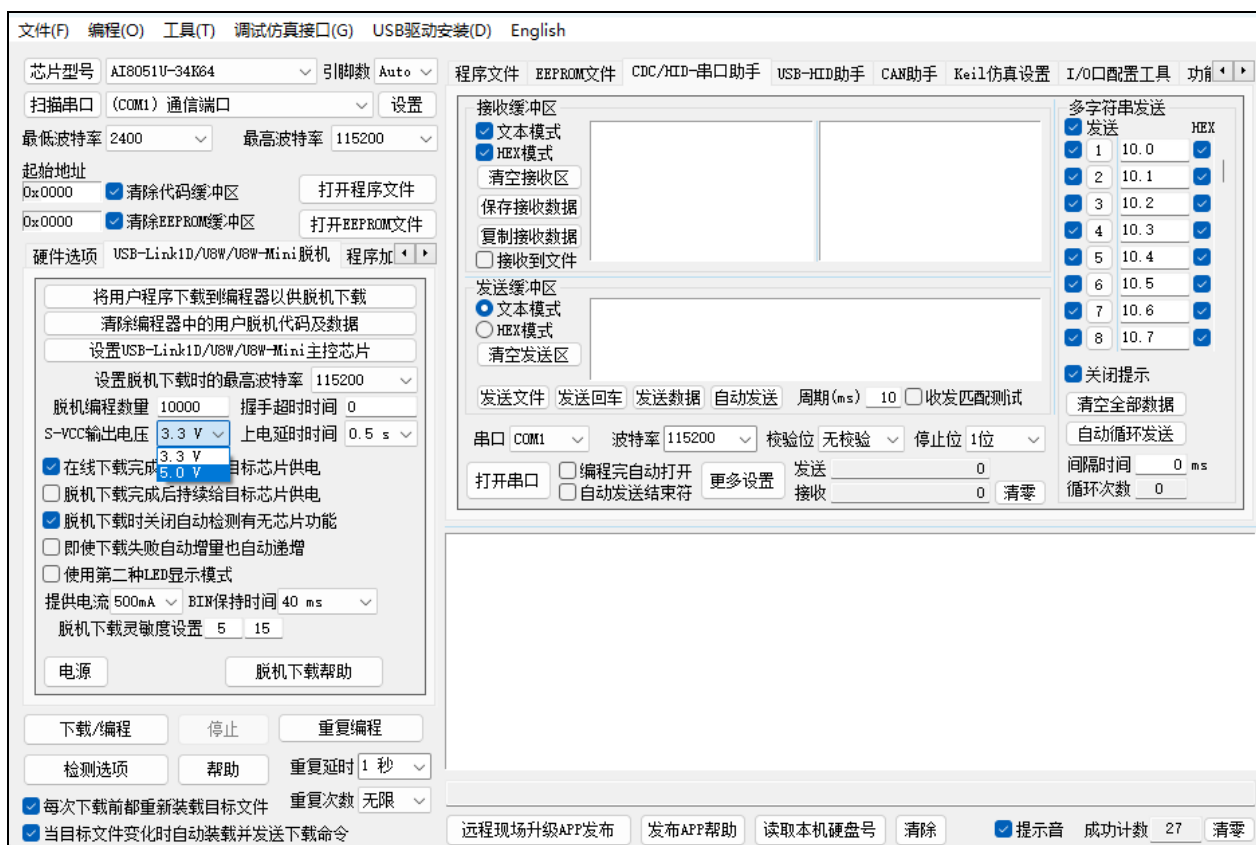 文件(F) 编程(O) 工具(T) 调试仿真接口(G) USB驱动安装(D) English
芯片型号 AI8051U-34K64 引脚数 Auto
扫描串口 (COM1) 通信端口 设置
最低波特率 2400 最高波特率 115200
起始地址
0x0000 清除代码缓冲区 打开程序文件
0x0000 清除EEPROM缓冲区 打开EEPROM文件
硬件选项 USB-Link1D/U8W/U8W-Mini脱机 程序加
将用户程序下载到编程器以供脱机下载
清除编程器中的用户脱机代码及数据
设置USB-Link1D/U8W/U8W-Mini主控芯片
设置脱机下载时的最高波特率 115200
脱机编程数量 10000 握手超时时间 0
S-VCC输出电压 3.3 V 上电延时时间 0.5 s
3.3 V
5.0 V
在线下载完成 目标芯片供电
脱机下载完成后持续给目标芯片供电
脱机下载时关闭自动检测有无芯片功能
即使下载失败自动增量也自动递增
使用第二种LED显示模式
提供电流 500mA BIN保持时间 40 ms
脱机下载灵敏度设置 5 15
电源 脱机下载帮助
下载/编程 停止 重复编程
检测选项 帮助 重复延时 1 秒
每次下载前都重新装载目标文件 重复次数 无限
当目标文件变化时自动装载并发送下载命令
程序文件 EEPROM文件 CDC/HID-串口助手 USB-HID助手 CAN助手 Keil仿真设置 I/O口配置工具
接收缓冲区
文本模式
HEX模式
清空接收区
保存接收数据
复制接收数据
接收到文件
发送缓冲区
文本模式
HEX模式
清空发送区
发送文件 发送回车 发送数据 自动发送 周期(ms) 10 收发匹配测试
串口 COM1 波特率 115200 校验位 无校验 停止位 1位
打开串口 编程完自动打开 自动发送结束符 更多设置 发送 0
接收 0 清零
多字符串发送
发送 HEX
1 10.0
2 10.1
3 10.2
4 10.3
5 10.4
6 10.5
7 10.6
8 10.7
关闭提示
清空全部数据
自动循环发送
间隔时间 0 ms
循环次数 0
远程现场升级APP发布 发布APP帮助 读取本机硬盘号 清除 提示音 成功计数 27 清零